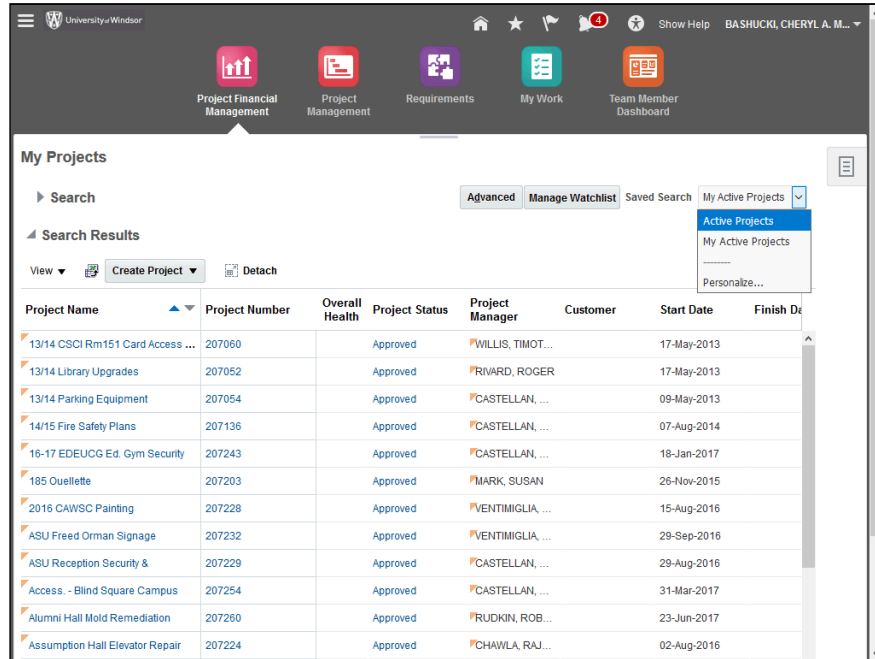 University of Windsor
4
Show Help BASHUCKI, CHERYL A. M...
Project Financial Management
Project Management
Requirements
My Work
Team Member Dashboard
My Projects
Search
Advanced Manage Watchlist Saved Search My Active Projects
Active Projects
My Active Projects
--------
Personalize...
Search Results
View Create Project Detach
Project Name Project Number Overall Health Project Status Project Manager Customer Start Date Finish Da
13/14 CSCI Rm151 Card Access ... 207060 Approved WILLIS, TIMOT... 17-May-2013
13/14 Library Upgrades 207052 Approved RIVARD, ROGER 17-May-2013
13/14 Parking Equipment 207054 Approved CASTELLAN, ... 09-May-2013
14/15 Fire Safety Plans 207136 Approved CASTELLAN, ... 07-Aug-2014
16-17 EDEUCG Ed. Gym Security 207243 Approved CASTELLAN, ... 18-Jan-2017
185 Ouellette 207203 Approved MARK, SUSAN 26-Nov-2015
2016 CAWSC Painting 207228 Approved VENTIMIGLIA, ... 15-Aug-2016
ASU Freed Orman Signage 207232 Approved VENTIMIGLIA, ... 29-Sep-2016
ASU Reception Security & 207229 Approved CASTELLAN, ... 29-Aug-2016
Access. - Blind Square Campus 207254 Approved CASTELLAN, ... 31-Mar-2017
Alumni Hall Mold Remediation 207260 Approved RUDKIN, ROB... 23-Jun-2017
Assumption Hall Elevator Repair 207224 Approved CHAWLA, RAJ... 02-Aug-2016